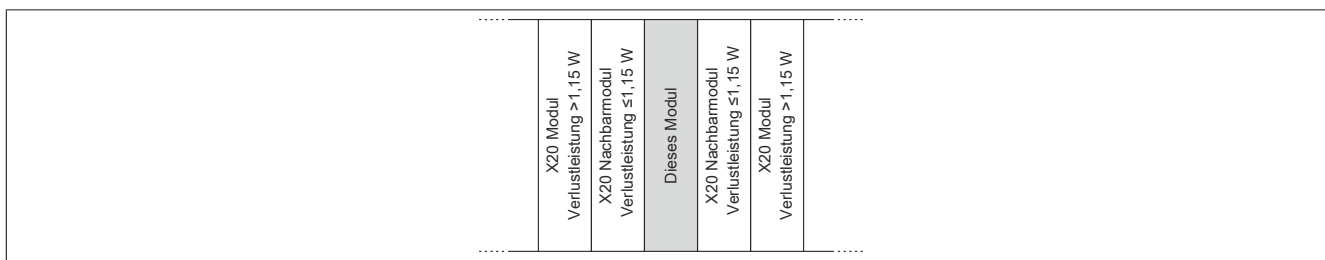 X20 Modul
Verlustleistung >1,15 W
X20 Nachbarmodul
Verlustleistung ≤1,15 W
Dieses Modul
X20 Nachbarmodul
Verlustleistung ≤1,15 W
X20 Modul
Verlustleistung >1,15 W